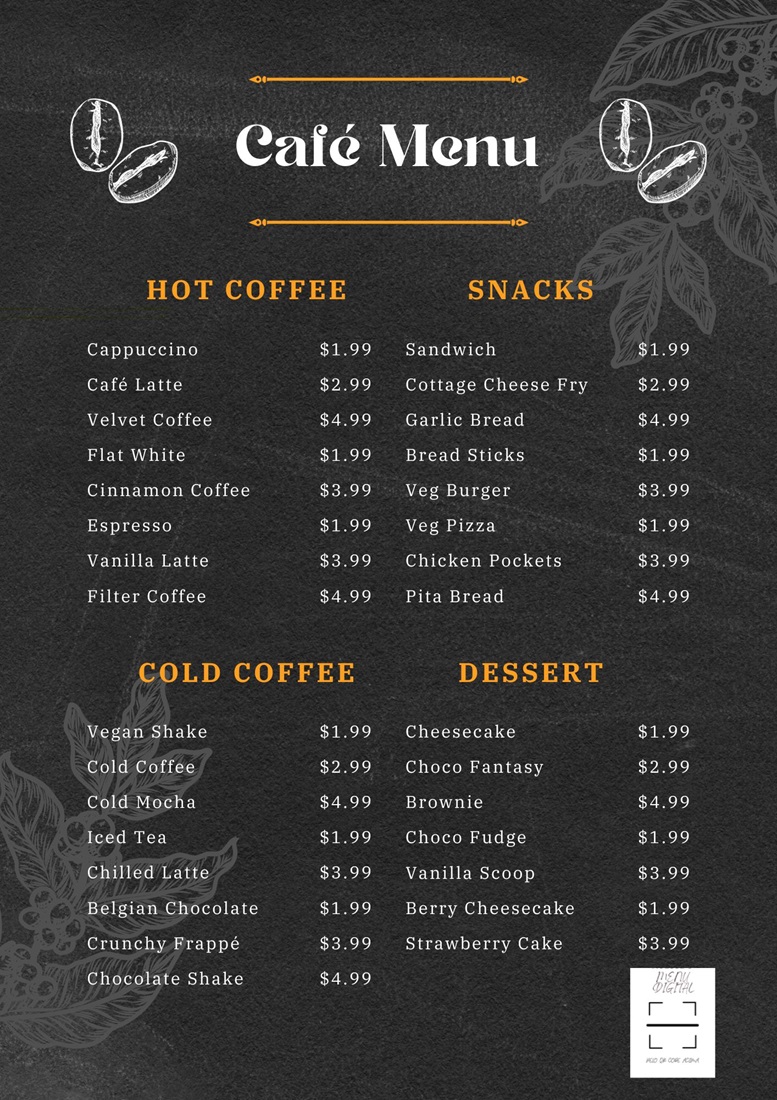 Café Menu
HOT COFFEE
Cappuccino $1.99
Café Latte $2.99
Velvet Coffee $4.99
Flat White $1.99
Cinnamon Coffee $3.99
Espresso $1.99
Vanilla Latte $3.99
Filter Coffee $4.99
SNACKS
Sandwich $1.99
Cottage Cheese Fry $2.99
Garlic Bread $4.99
Bread Sticks $1.99
Veg Burger $3.99
Veg Pizza $1.99
Chicken Pockets $3.99
Pita Bread $4.99
COLD COFFEE
Vegan Shake $1.99
Cold Coffee $2.99
Cold Mocha $4.99
Iced Tea $1.99
Chilled Latte $3.99
Belgian Chocolate $1.99
Crunchy Frappé $3.99
Chocolate Shake $4.99
DESSERT
Cheesecake $1.99
Choco Fantasy $2.99
Brownie $4.99
Choco Fudge $1.99
Vanilla Scoop $3.99
Berry Cheesecake $1.99
Strawberry Cake $3.99
MENU
DIGITAL